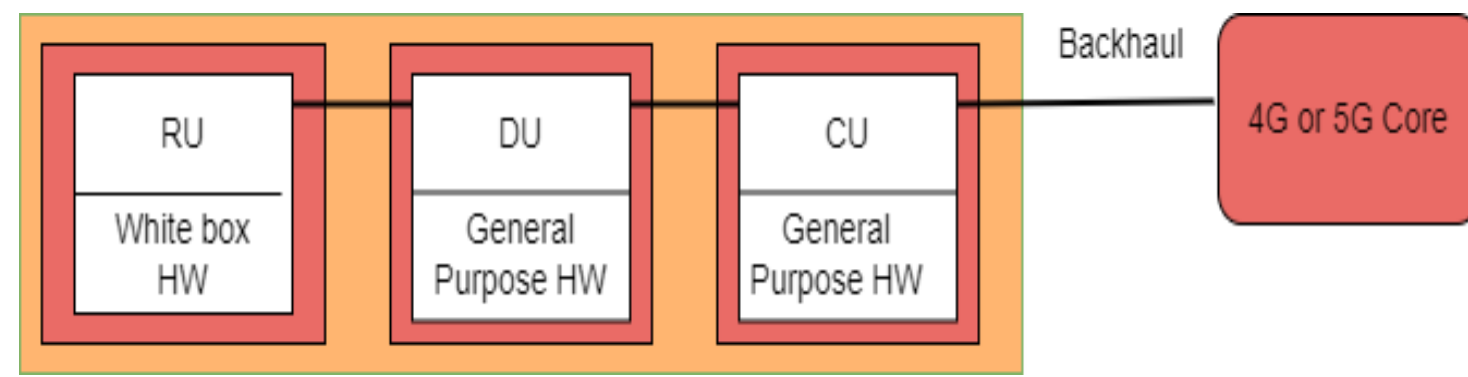 RU
White box
HW
DU
General
Purpose HW
CU
General
Purpose HW
Backhaul
4G or 5G Core